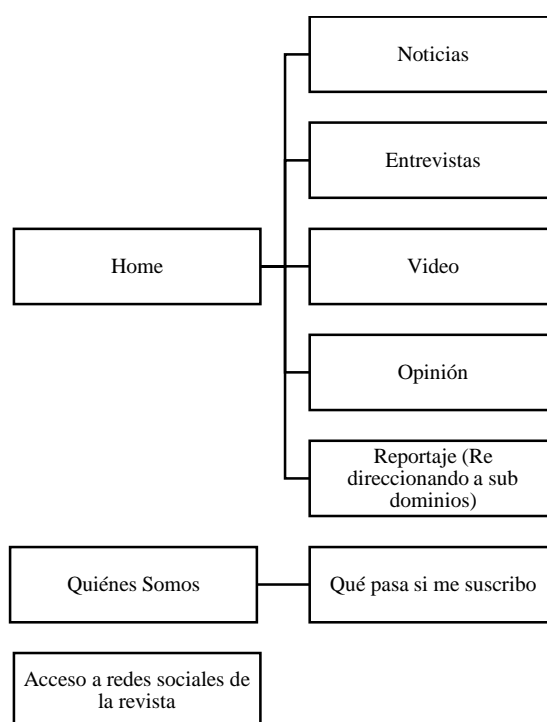 Noticias
Entrevistas
Home
Video
Opinión
Reportaje (Re
direccionando a sub
dominios)
Quiénes Somos
Qué pasa si me suscribo
Acceso a redes sociales de
la revista